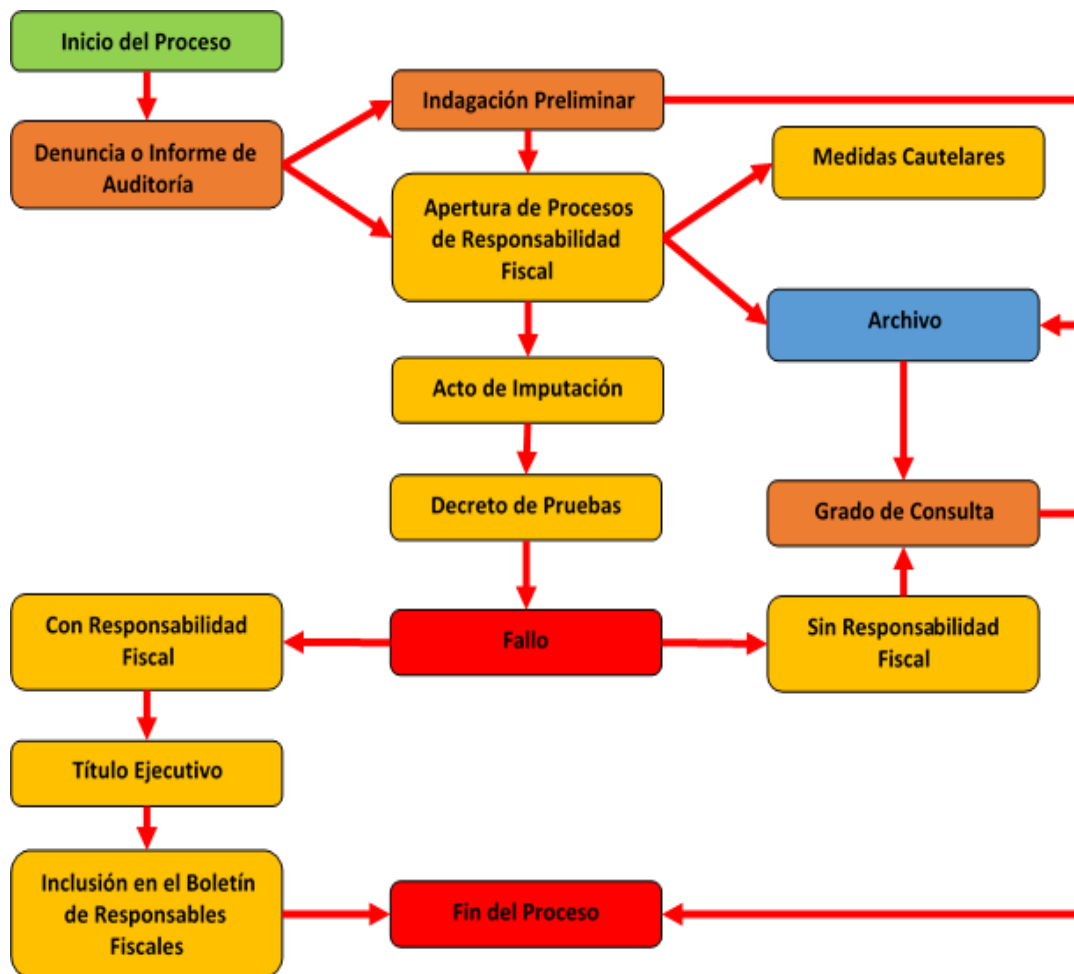 Inicio del Proceso
Denuncia o Informe de
Auditoría
Indagación Preliminar
Medidas Cautelares
Apertura de Procesos
de Responsabilidad
Fiscal
Archivo
Acto de Imputación
Decreto de Pruebas
Grado de Consulta
Con Responsabilidad
Fiscal
Fallo
Sin Responsabilidad
Fiscal
Título Ejecutivo
Inclusión en el Boletín
de Responsables
Fiscales
Fin del Proceso